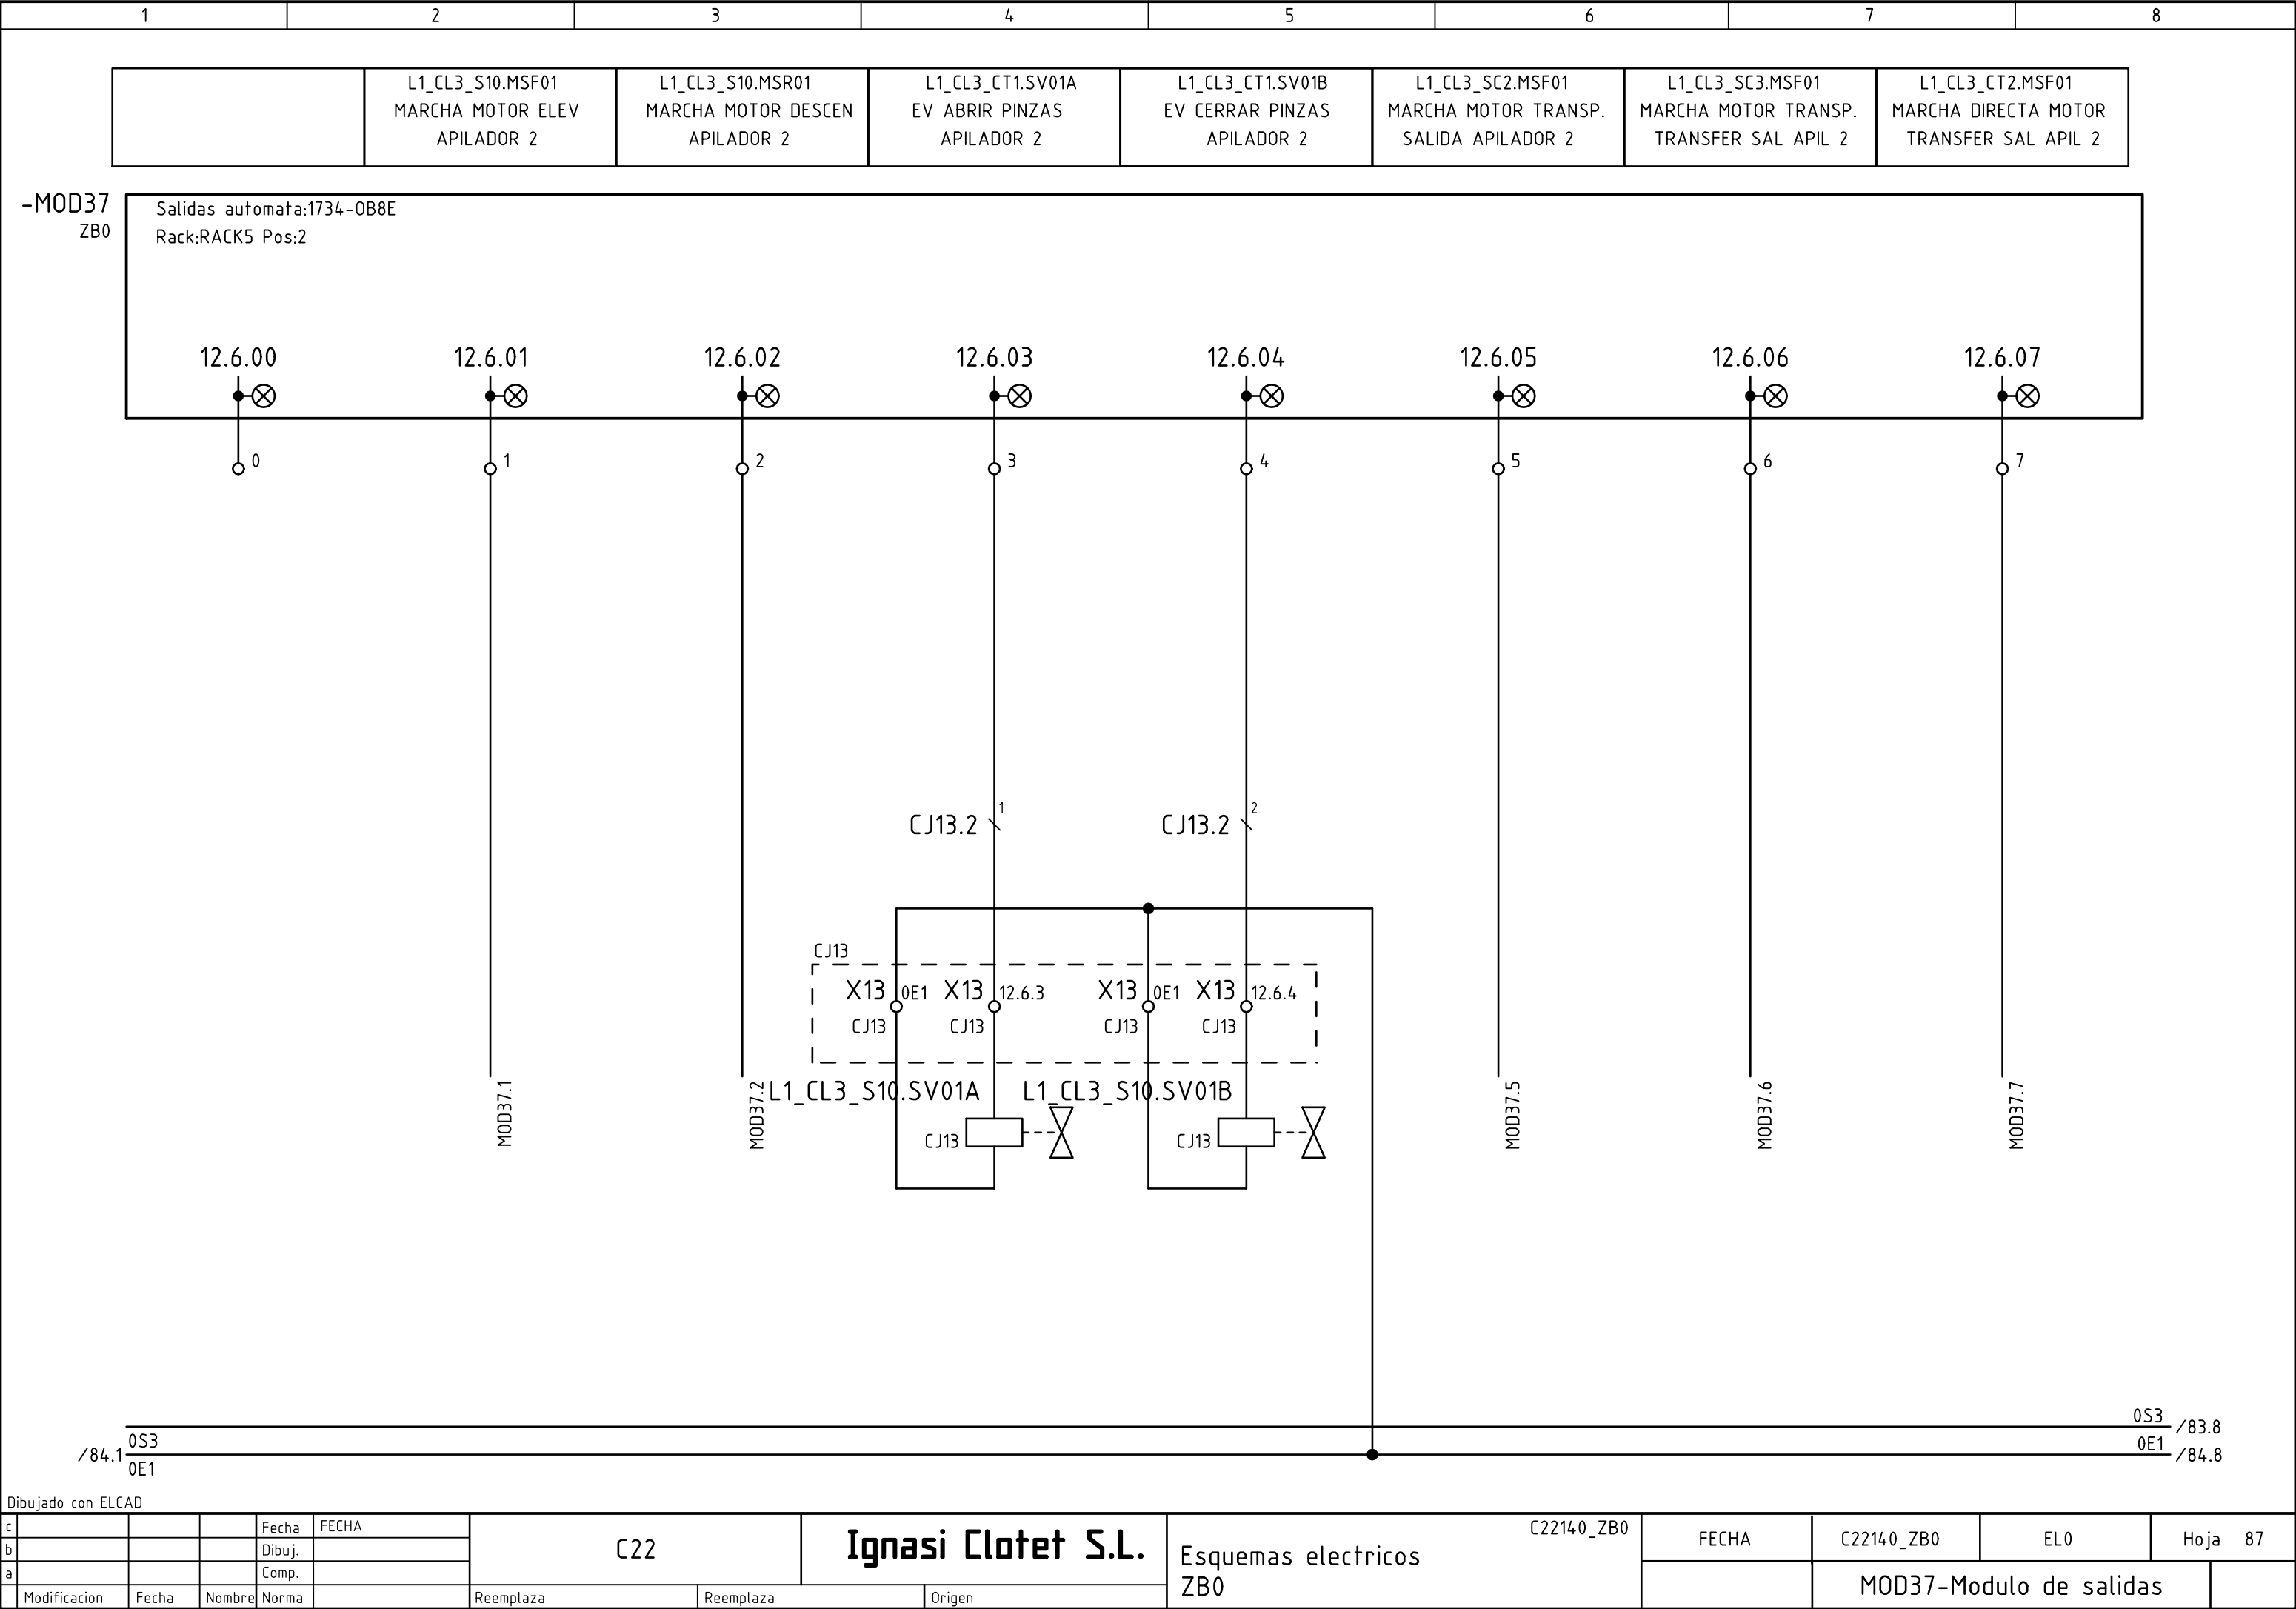 1 2 3 4 5 6 7 8
L1_CL3_S10.MSF01
MARCHA MOTOR ELEV
APILADOR 2
L1_CL3_S10.MSR01
MARCHA MOTOR DESCEN
APILADOR 2
L1_CL3_CT1.SV01A
EV ABRIR PINZAS
APILADOR 2
L1_CL3_CT1.SV01B
EV CERRAR PINZAS
APILADOR 2
L1_CL3_SC2.MSF01
MARCHA MOTOR TRANSP.
SALIDA APILADOR 2
L1_CL3_SC3.MSF01
MARCHA MOTOR TRANSP.
TRANSFER SAL APIL 2
L1_CL3_CT2.MSF01
MARCHA DIRECTA MOTOR
TRANSFER SAL APIL 2
-MOD37
ZB0
Salidas automata:1734-OB8E
Rack:RACK5 Pos:2
12.6.00 12.6.01 12.6.02 12.6.03 12.6.04 12.6.05 12.6.06 12.6.07
0 1 2 3 4 5 6 7
CJ13.2 1 CJ13.2 2
CJ13
X13 0E1 X13 12.6.3 X13 0E1 X13 12.6.4
CJ13 CJ13 CJ13 CJ13
L1_CL3_S10.SV01A L1_CL3_S10.SV01B
CJ13 CJ13
MOD37.1
MOD37.2
MOD37.5
MOD37.6
MOD37.7
0S3 /83.8
0S3
0E1 /84.8
/84.1
0E1
Dibujado con ELCAD
c
b
a
Modificacion Fecha Nombre
Fecha FECHA
Dibuj.
Comp.
Norma
C22
Reemplaza Reemplaza Origen
Ignasi Clotet S.L.
C22140_ZB0
Esquemas electricos
ZB0
FECHA C22140_ZB0 EL0 Hoja 87
MOD37-Modulo de salidas